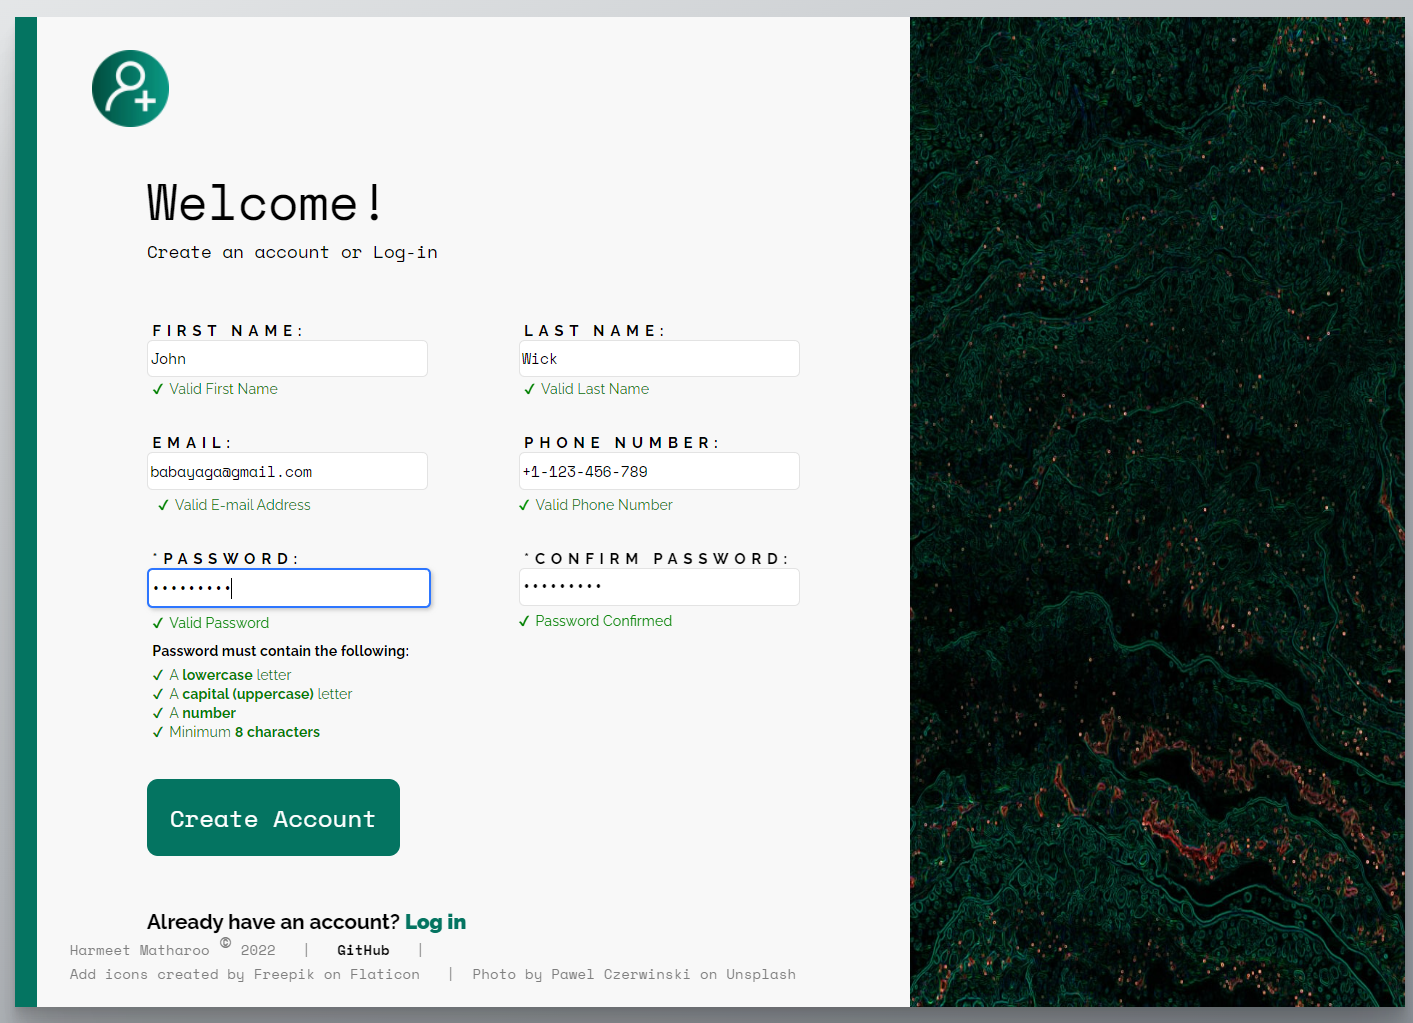 Welcome!
Create an account or Log-in
FIRST NAME: LAST NAME:
John Wick
✓ Valid First Name ✓ Valid Last Name
EMAIL: PHONE NUMBER:
babayaga@gmail.com +1-123-456-789
✓ Valid E-mail Address ✓ Valid Phone Number
*PASSWORD: *CONFIRM PASSWORD:
••••••••• •••••••••
✓ Valid Password ✓ Password Confirmed
Password must contain the following:
✓ A lowercase letter
✓ A capital (uppercase) letter
✓ A number
✓ Minimum 8 characters
Create Account
Already have an account? Log in
Harmeet Matharoo © 2022 | GitHub |
Add icons created by Freepik on Flaticon | Photo by Pawel Czerwinski on Unsplash